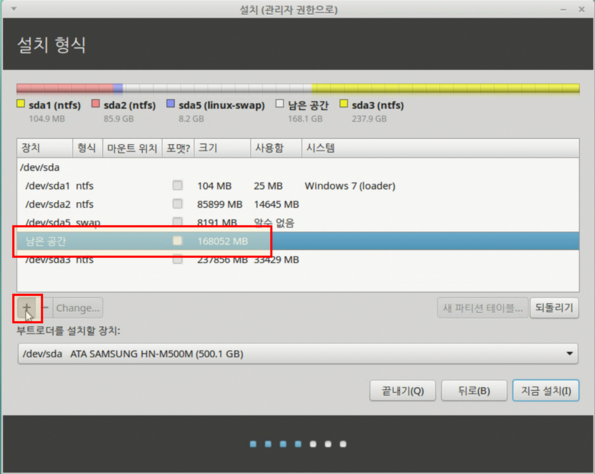 설치 (관리자 권한으로)
설치 형식
sda1 (ntfs) sda2 (ntfs) sda5 (linux-swap) 남은 공간 sda3 (ntfs)
104.9 MB 85.9 GB 8.2 GB 168.1 GB 237.9 GB
장치 형식 마운트 위치 포맷? 크기 사용함 시스템
/dev/sda
/dev/sda1 ntfs 104 MB 25 MB Windows 7 (loader)
/dev/sda2 ntfs 85899 MB 14645 MB
/dev/sda5 swap 8191 MB 알수 없음
남은 공간 168052 MB
/dev/sda3 ntfs 237856 MB 33429 MB
+ − Change... 새 파티션 테이블... 되돌리기
부트로더를 설치할 장치:
/dev/sda ATA SAMSUNG HN-M500M (500.1 GB)
끝내기(Q) 뒤로(B) 지금 설치(I)